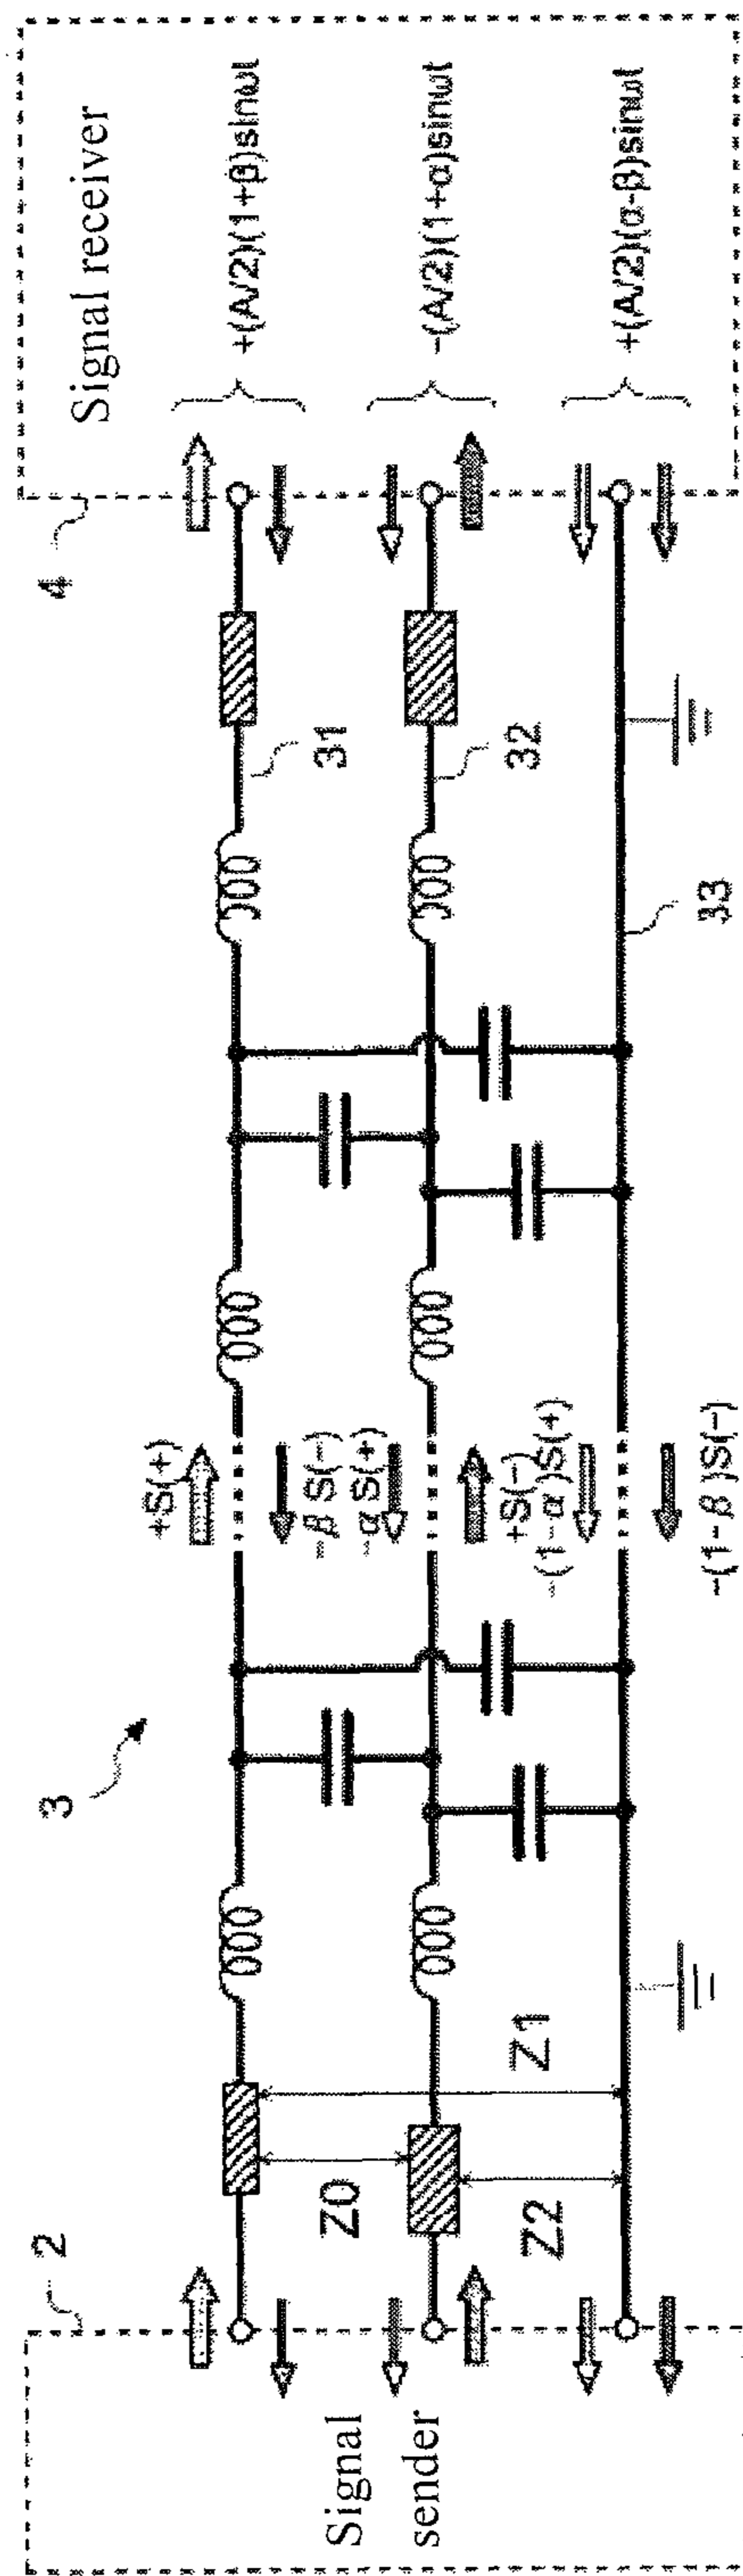 Signal receiver
4
+(A/2)(1+β)sinωt
-(A/2)(1+α)sinωt
+(A/2)(α-β)sinωt
31
32
33
+S(+)
-β S(-)
-α S(+)
+S(-)
-(1-α)S(+)
-(1-β)S(-)
3
Z0
Z1
Z2
2
Signal
sender